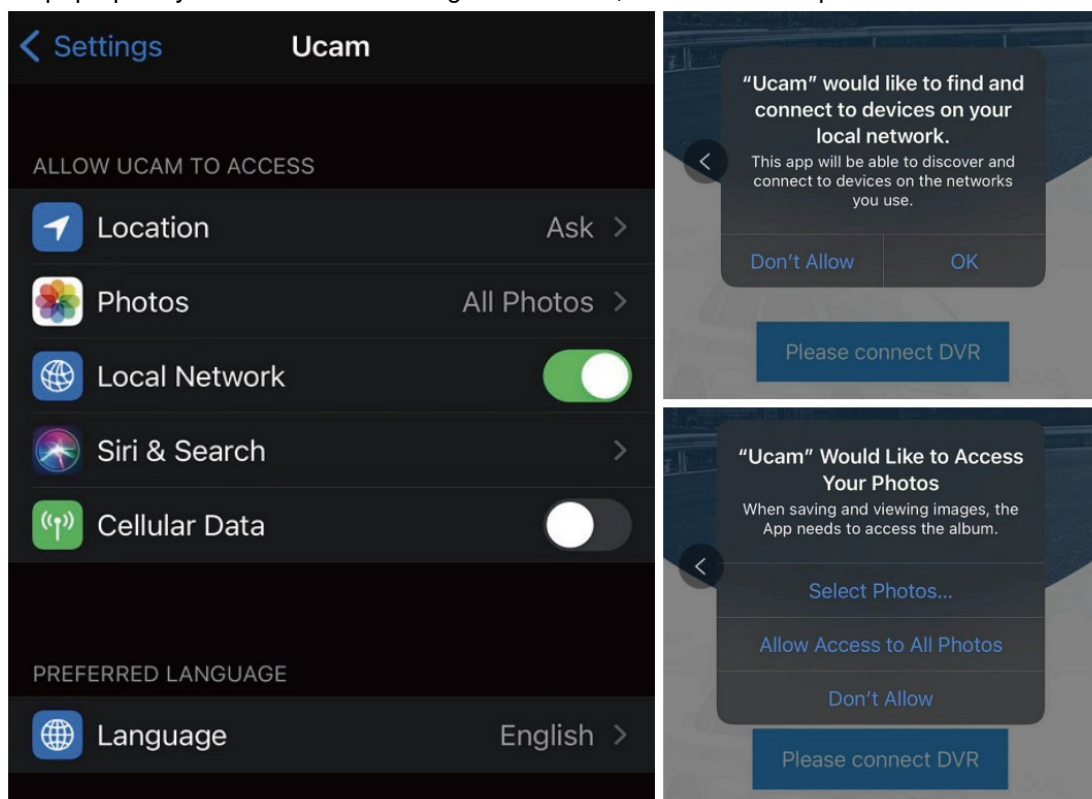 Settings
Ucam
ALLOW UCAM TO ACCESS
Location
Ask
Photos
All Photos
Local Network
Siri & Search
Cellular Data
PREFERRED LANGUAGE
Language
English
“Ucam” would like to find and
connect to devices on your
local network.
This app will be able to discover and
connect to devices on the networks
you use.
Don’t Allow
OK
Please connect DVR
“Ucam” Would Like to Access
Your Photos
When saving and viewing images, the
App needs to access the album.
Select Photos...
Allow Access to All Photos
Don’t Allow
Please connect DVR